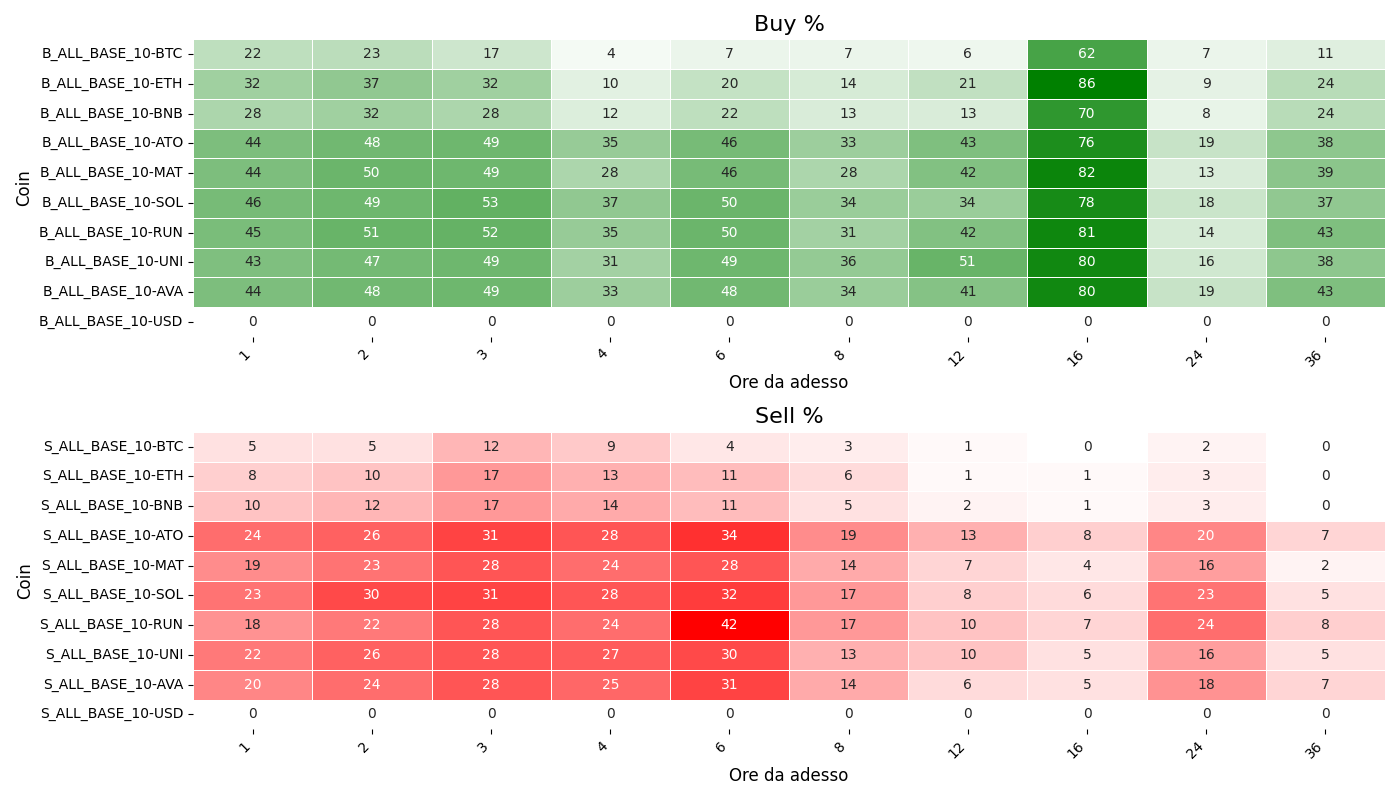 Buy %
Coin
B_ALL_BASE_10-BTC 22 23 17 4 7 7 6 62 7 11
B_ALL_BASE_10-ETH 32 37 32 10 20 14 21 86 9 24
B_ALL_BASE_10-BNB 28 32 28 12 22 13 13 70 8 24
B_ALL_BASE_10-ATO 44 48 49 35 46 33 43 76 19 38
B_ALL_BASE_10-MAT 44 50 49 28 46 28 42 82 13 39
B_ALL_BASE_10-SOL 46 49 53 37 50 34 34 78 18 37
B_ALL_BASE_10-RUN 45 51 52 35 50 31 42 81 14 43
B_ALL_BASE_10-UNI 43 47 49 31 49 36 51 80 16 38
B_ALL_BASE_10-AVA 44 48 49 33 48 34 41 80 19 43
B_ALL_BASE_10-USD 0 0 0 0 0 0 0 0 0 0
1 2 3 4 6 8 12 16 24 36
Ore da adesso
Sell %
Coin
S_ALL_BASE_10-BTC 5 5 12 9 4 3 1 0 2 0
S_ALL_BASE_10-ETH 8 10 17 13 11 6 1 1 3 0
S_ALL_BASE_10-BNB 10 12 17 14 11 5 2 1 3 0
S_ALL_BASE_10-ATO 24 26 31 28 34 19 13 8 20 7
S_ALL_BASE_10-MAT 19 23 28 24 28 14 7 4 16 2
S_ALL_BASE_10-SOL 23 30 31 28 32 17 8 6 23 5
S_ALL_BASE_10-RUN 18 22 28 24 42 17 10 7 24 8
S_ALL_BASE_10-UNI 22 26 28 27 30 13 10 5 16 5
S_ALL_BASE_10-AVA 20 24 28 25 31 14 6 5 18 7
S_ALL_BASE_10-USD 0 0 0 0 0 0 0 0 0 0
1 2 3 4 6 8 12 16 24 36
Ore da adesso